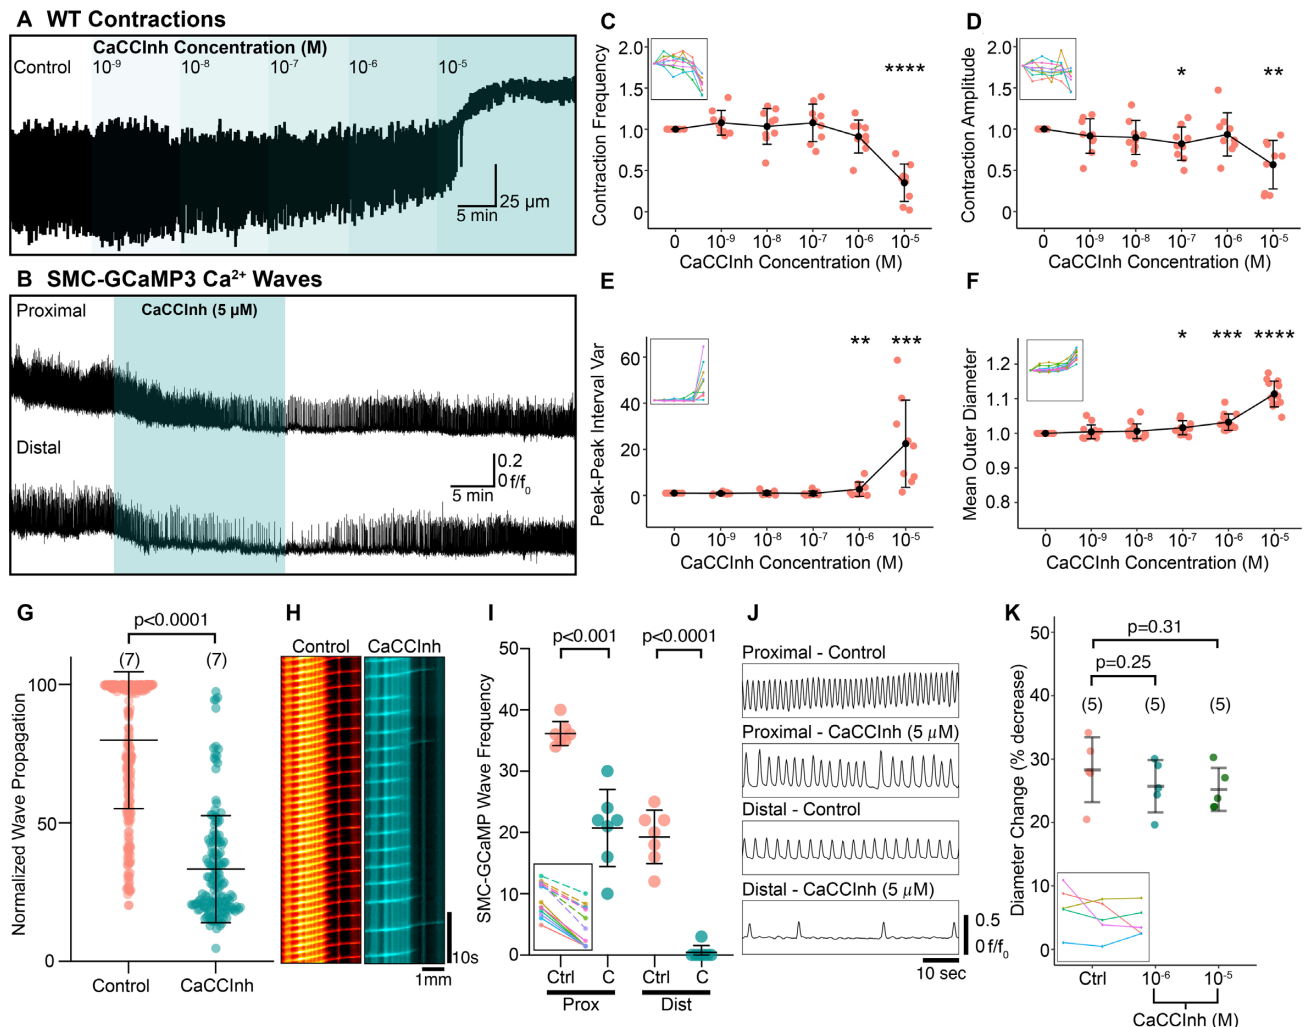 A WT Contractions
CaCCInh Concentration (M)
Control 10⁻⁹ 10⁻⁸ 10⁻⁷ 10⁻⁶ 10⁻⁵
25 µm
5 min
B SMC-GCaMP3 Ca²⁺ Waves
Proximal CaCCInh (5 µM)
Distal
0.2
0 f/f₀
5 min
C
2.0
1.5
1.0
0.5
0
****
Contraction Frequency
0 10⁻⁹ 10⁻⁸ 10⁻⁷ 10⁻⁶ 10⁻⁵
CaCCInh Concentration (M)
D
2.0
1.5
1.0
0.5
0
* **
Contraction Amplitude
0 10⁻⁹ 10⁻⁸ 10⁻⁷ 10⁻⁶ 10⁻⁵
CaCCInh Concentration (M)
E
** ***
60
40
20
0
Peak-Peak Interval Var
0 10⁻⁹ 10⁻⁸ 10⁻⁷ 10⁻⁶ 10⁻⁵
CaCCInh Concentration (M)
F
* *** ****
1.2
1.1
1.0
0.9
0.8
Mean Outer Diameter
0 10⁻⁹ 10⁻⁸ 10⁻⁷ 10⁻⁶ 10⁻⁵
CaCCInh Concentration (M)
G
p<0.0001
(7) (7)
100
50
0
Normalized Wave Propagation
Control CaCCInh
H
Control CaCCInh
10s
1mm
I
50
40
30
20
10
0
p<0.001 p<0.0001
SMC-GCaMP Wave Frequency
Ctrl C Ctrl C
Prox Dist
J
Proximal - Control
Proximal - CaCCInh (5 µM)
Distal - Control
Distal - CaCCInh (5 µM)
0.5
0 f/f₀
10 sec
K
50
40
30
20
10
0
p=0.31
p=0.25
(5) (5) (5)
Diameter Change (% decrease)
Ctrl 10⁻⁶ 10⁻⁵
CaCCInh (M)